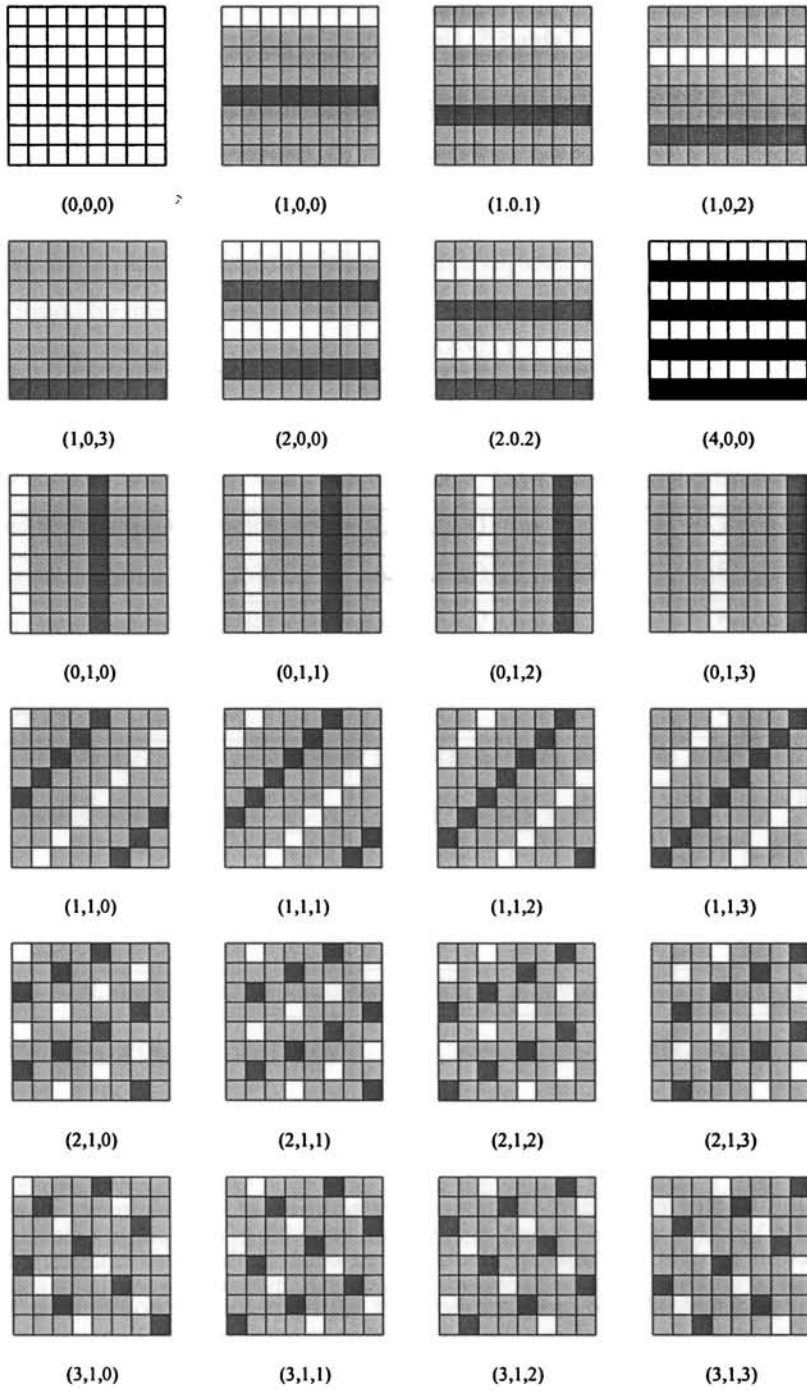 (0,0,0) (1,0,0) (1.0.1) (1,0,2)
(1,0,3) (2,0,0) (2.0.2) (4,0,0)
(0,1,0) (0,1,1) (0,1,2) (0,1,3)
(1,1,0) (1,1,1) (1,1,2) (1,1,3)
(2,1,0) (2,1,1) (2,1,2) (2,1,3)
(3,1,0) (3,1,1) (3,1,2) (3,1,3)